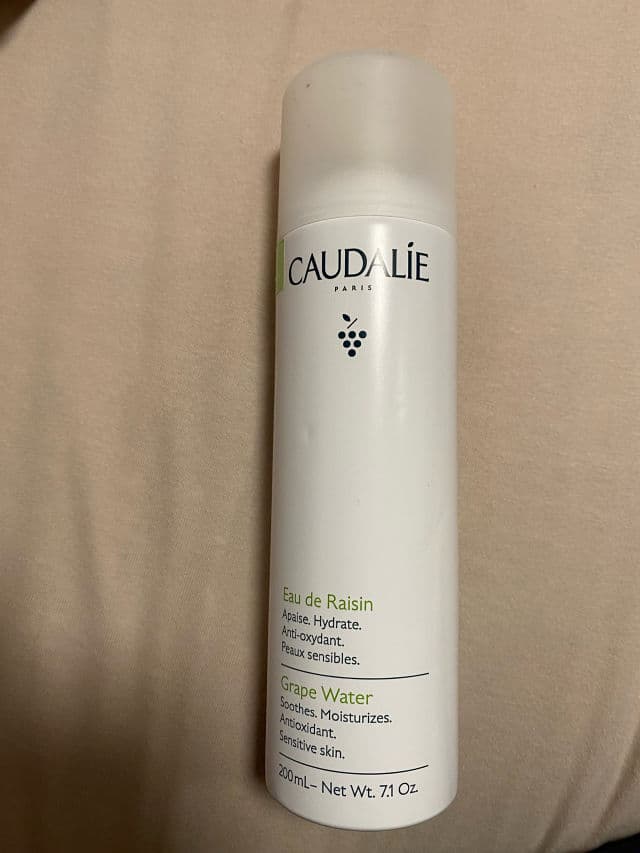 CAUDALÍE
PARIS
Eau de Raisin
Apaise. Hydrate.
Anti-oxydant.
Peaux sensibles.
Grape Water
Soothes. Moisturizes.
Antioxidant.
Sensitive skin.
200mL– Net Wt. 7.1 Oz.